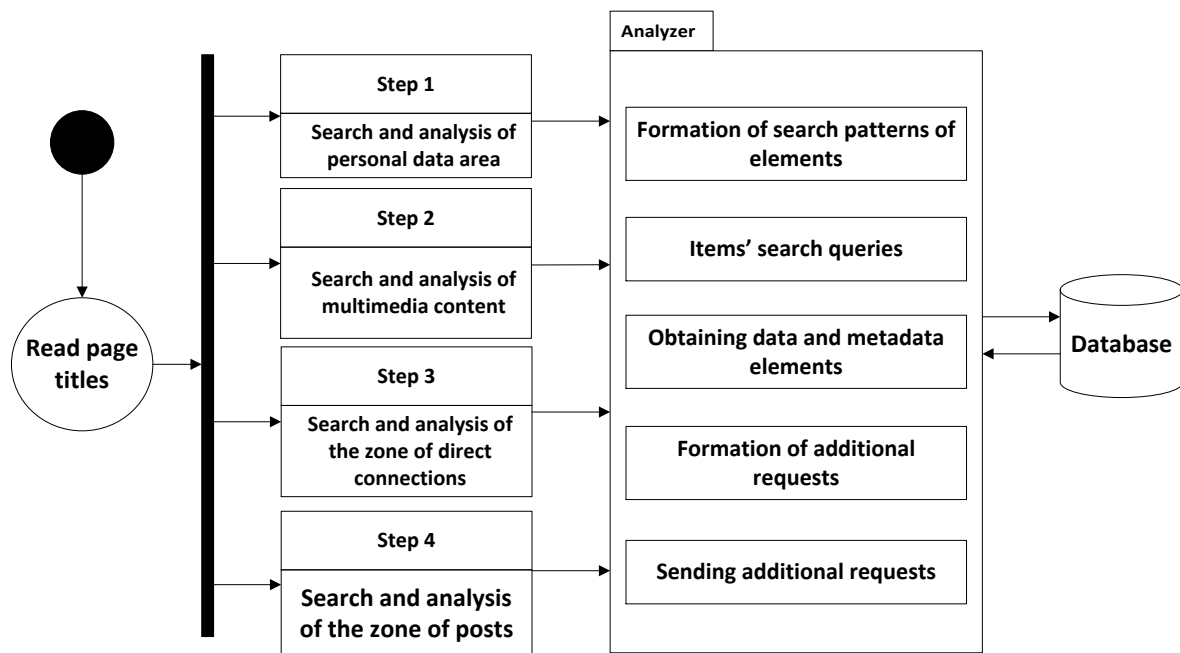 Read page
titles
Step 1
Search and analysis of
personal data area
Step 2
Search and analysis of
multimedia content
Step 3
Search and analysis of
the zone of direct
connections
Step 4
Search and analysis
of the zone of posts
Analyzer
Formation of search patterns of
elements
Items’ search queries
Obtaining data and metadada
elements
Formation of additional
requests
Sending additional requests
Database